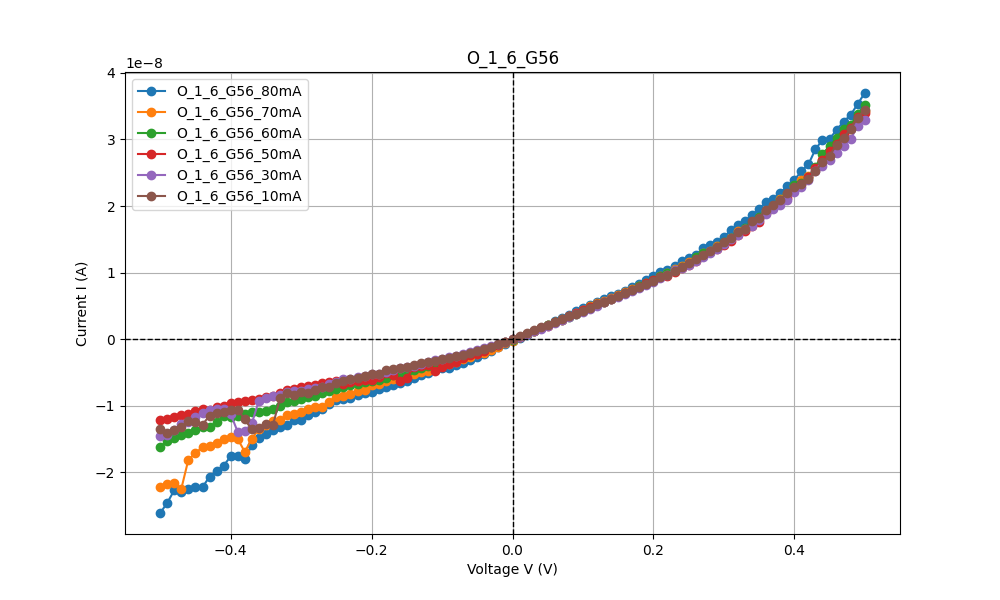 O_1_6_G56
1e−8
4
3
2
1
0
−1
−2
O_1_6_G56_80mA
O_1_6_G56_70mA
O_1_6_G56_60mA
O_1_6_G56_50mA
O_1_6_G56_30mA
O_1_6_G56_10mA
Current I (A)
−0.4
−0.2
0.0
0.2
0.4
Voltage V (V)